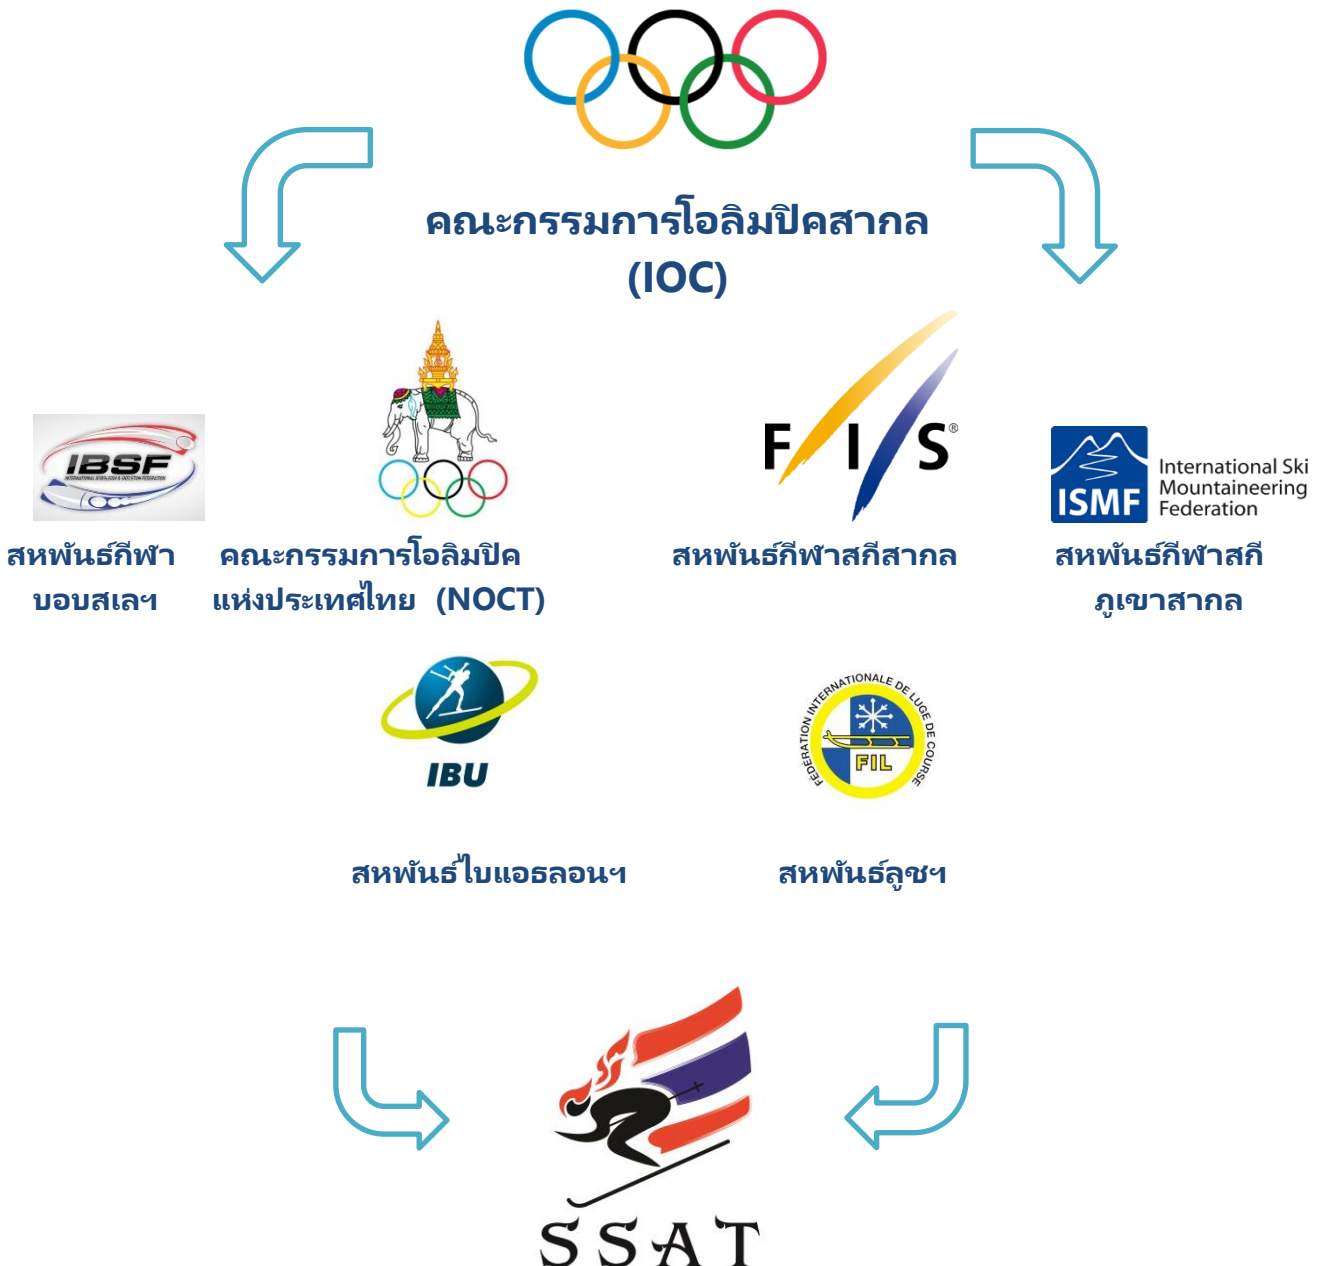 คณะกรรมการโอลิมปิคสากล
(IOC)
IBSF
INTERNATIONAL BOBSLEIGH & SKELETON FEDERATION
F I S®
ISMF
International Ski
Mountaineering
Federation
สหพันธ์กีฬา
บอบสเลฯ
คณะกรรมการโอลิมปิค
แห่งประเทศไทย (NOCT)
สหพันธ์กีฬาสกีสากล
สหพันธ์กีฬาสกี
ภูเขาสากล
IBU
FÉDÉRATION INTERNATIONALE DE LUGE DE COURSE
FIL
สหพันธ์ไบแอธลอนฯ
สหพันธ์ลูชฯ
SSAT